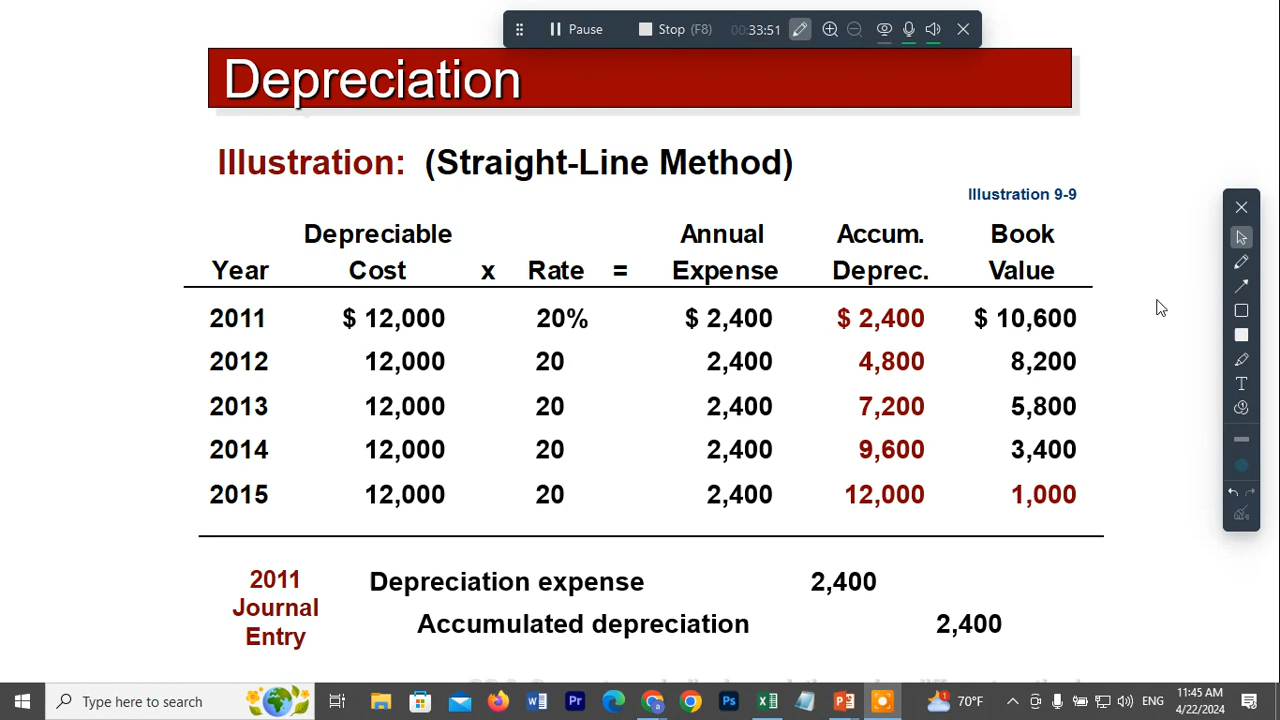 Pause Stop (F8) 00:33:51
Depreciation
Illustration: (Straight-Line Method)
Illustration 9-9
Depreciable Annual Accum. Book
Year Cost x Rate = Expense Deprec. Value
2011 $ 12,000 20% $ 2,400 $ 2,400 $ 10,600
2012 12,000 20 2,400 4,800 8,200
2013 12,000 20 2,400 7,200 5,800
2014 12,000 20 2,400 9,600 3,400
2015 12,000 20 2,400 12,000 1,000
2011
Journal
Entry
Depreciation expense 2,400
Accumulated depreciation 2,400
Type here to search
70°F
ENG
11:45 AM
4/22/2024